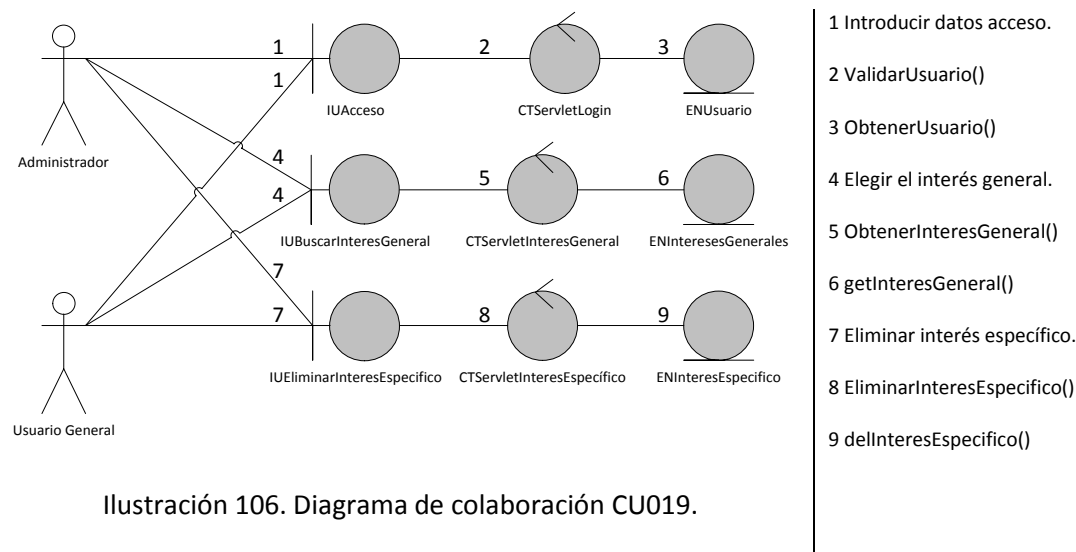 1
1
2
3
IUAcceso
CTServletLogin
ENUsuario
Administrador
4
4
5
6
IUBuscarInteresGeneral
CTServletInteresGeneral
ENInteresesGenerales
7
7
8
9
IUEliminarInteresEspecifico
CTServletInteresEspecífico
ENInteresEspecifico
Usuario General
1 Introducir datos acceso.
2 ValidarUsuario()
3 ObtenerUsuario()
4 Elegir el interés general.
5 ObtenerInteresGeneral()
6 getInteresGeneral()
7 Eliminar interés específico.
8 EliminarInteresEspecifico()
9 delInteresEspecifico()
Ilustración 106. Diagrama de colaboración CU019.